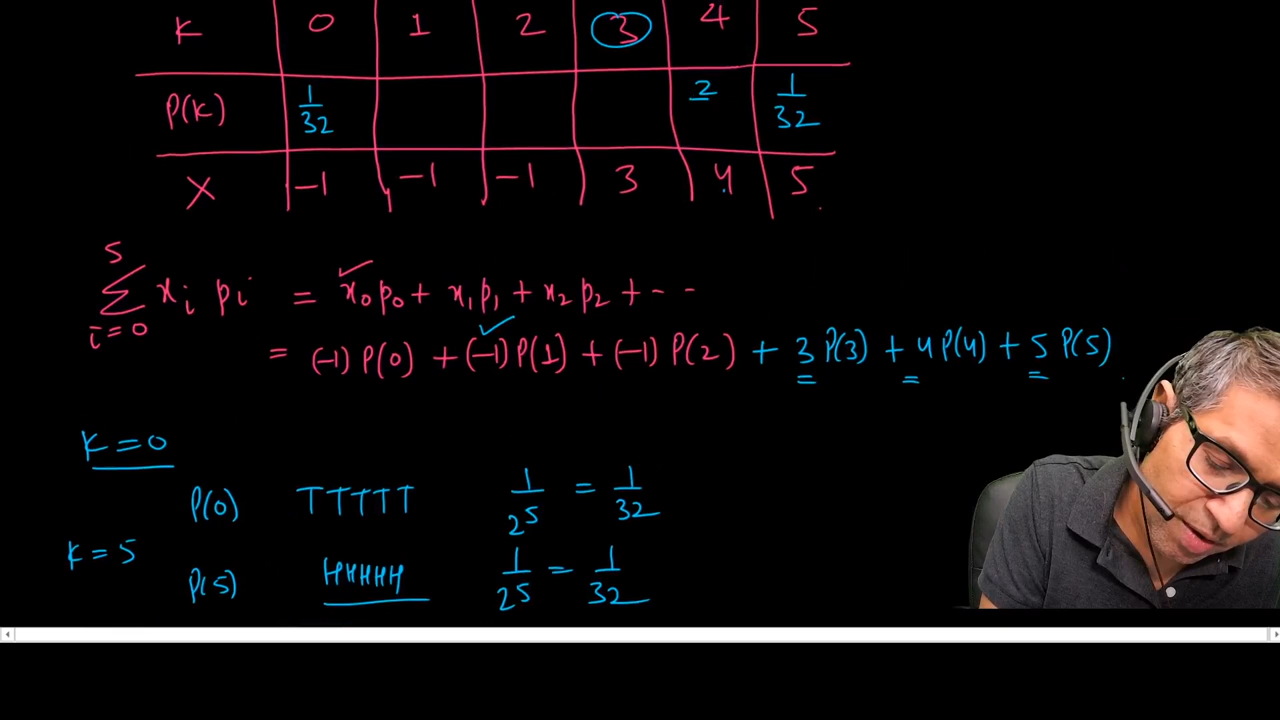 K 0 1 2 3 4 5
P(K) 1/32 2 1/32
X -1 -1 -1 3 4 5
5
∑ xi pi = x0p0 + x1p1 + x2p2 + - -
i=0
= (-1) P(0) + (-1) P(1) + (-1) P(2) + 3 P(3) + 4 P(4) + 5 P(5)
K=0
P(0) TTTTT 1/2^5 = 1/32
K=5
P(5) HHHHH 1/2^5 = 1/32